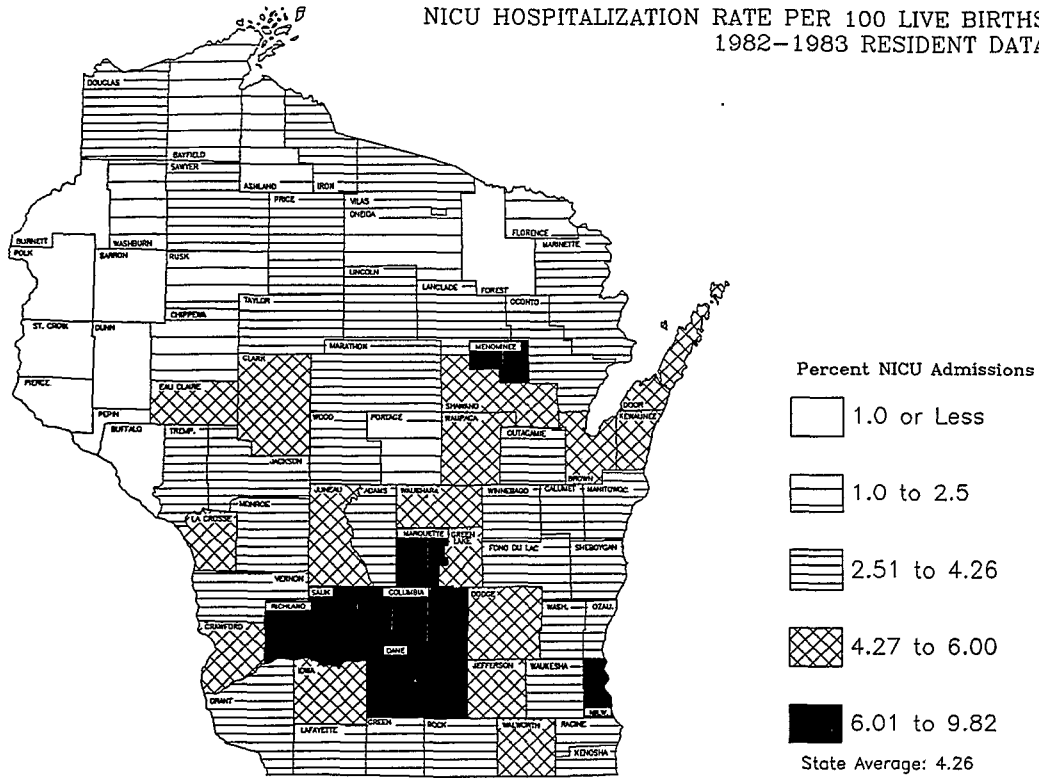 NICU HOSPITALIZATION RATE PER 100 LIVE BIRTHS
1982-1983 RESIDENT DATA
DOUGLAS
BAYFIELD
SAWYER
ASHLAND
IRON
PRICE
VILAS
ONEIDA
FLORENCE
MARINETTE
BURNETT
WASHBURN
POLK
BARRON
RUSK
LINCOLN
LANGLADE
FOREST
OCONTO
TAYLOR
CHIPPEWA
ST. CROIX
DUNN
MARATHON
MENOMINEE
CLARK
PIERCE
EAU CLAIRE
DOOR
SHAWANO
KEWAUNEE
PEPIN
WOOD
PORTAGE
WAUPACA
BUFFALO
TREMP.
OUTAGAMIE
JACKSON
BROWN
JUNEAU
ADAMS
WAUSHARA
WINNEBAGO
CALUMET
MANITOWOC
MONROE
LA CROSSE
MARQUETTE
GREEN
LAKE
FOND DU LAC
SHEBOYGAN
VERNON
SAUK
COLUMBIA
DODGE
RICHLAND
WASH.
OZAU.
CRAWFORD
DANE
IOWA
JEFFERSON
WAUKESHA
GRANT
MILW.
LAFAYETTE
GREEN
ROCK
WALWORTH
RACINE
KENOSHA
Percent NICU Admissions
1.0 or Less
1.0 to 2.5
2.51 to 4.26
4.27 to 6.00
6.01 to 9.82
State Average: 4.26